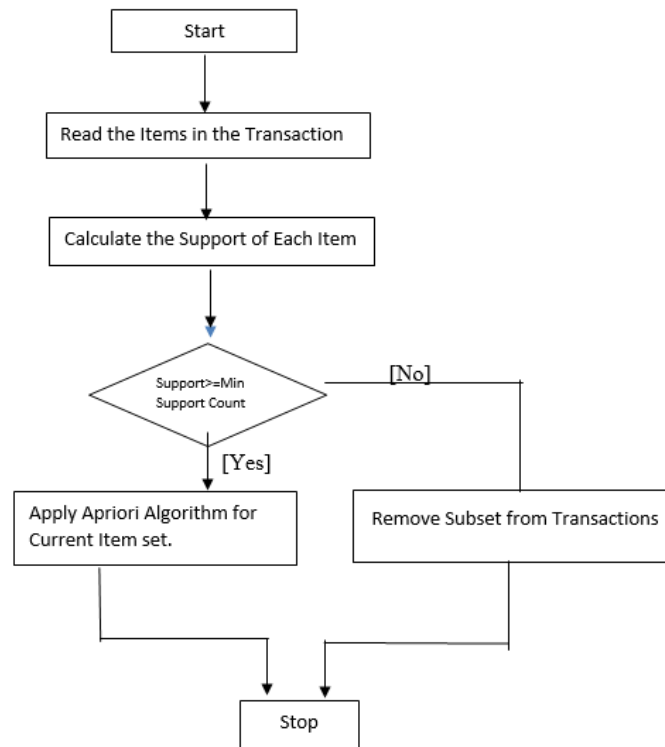 Start
Read the Items in the Transaction
Calculate the Support of Each Item
Support>=Min
Support Count
[No]
[Yes]
Apply Apriori Algorithm for
Current Item set.
Remove Subset from Transactions
Stop